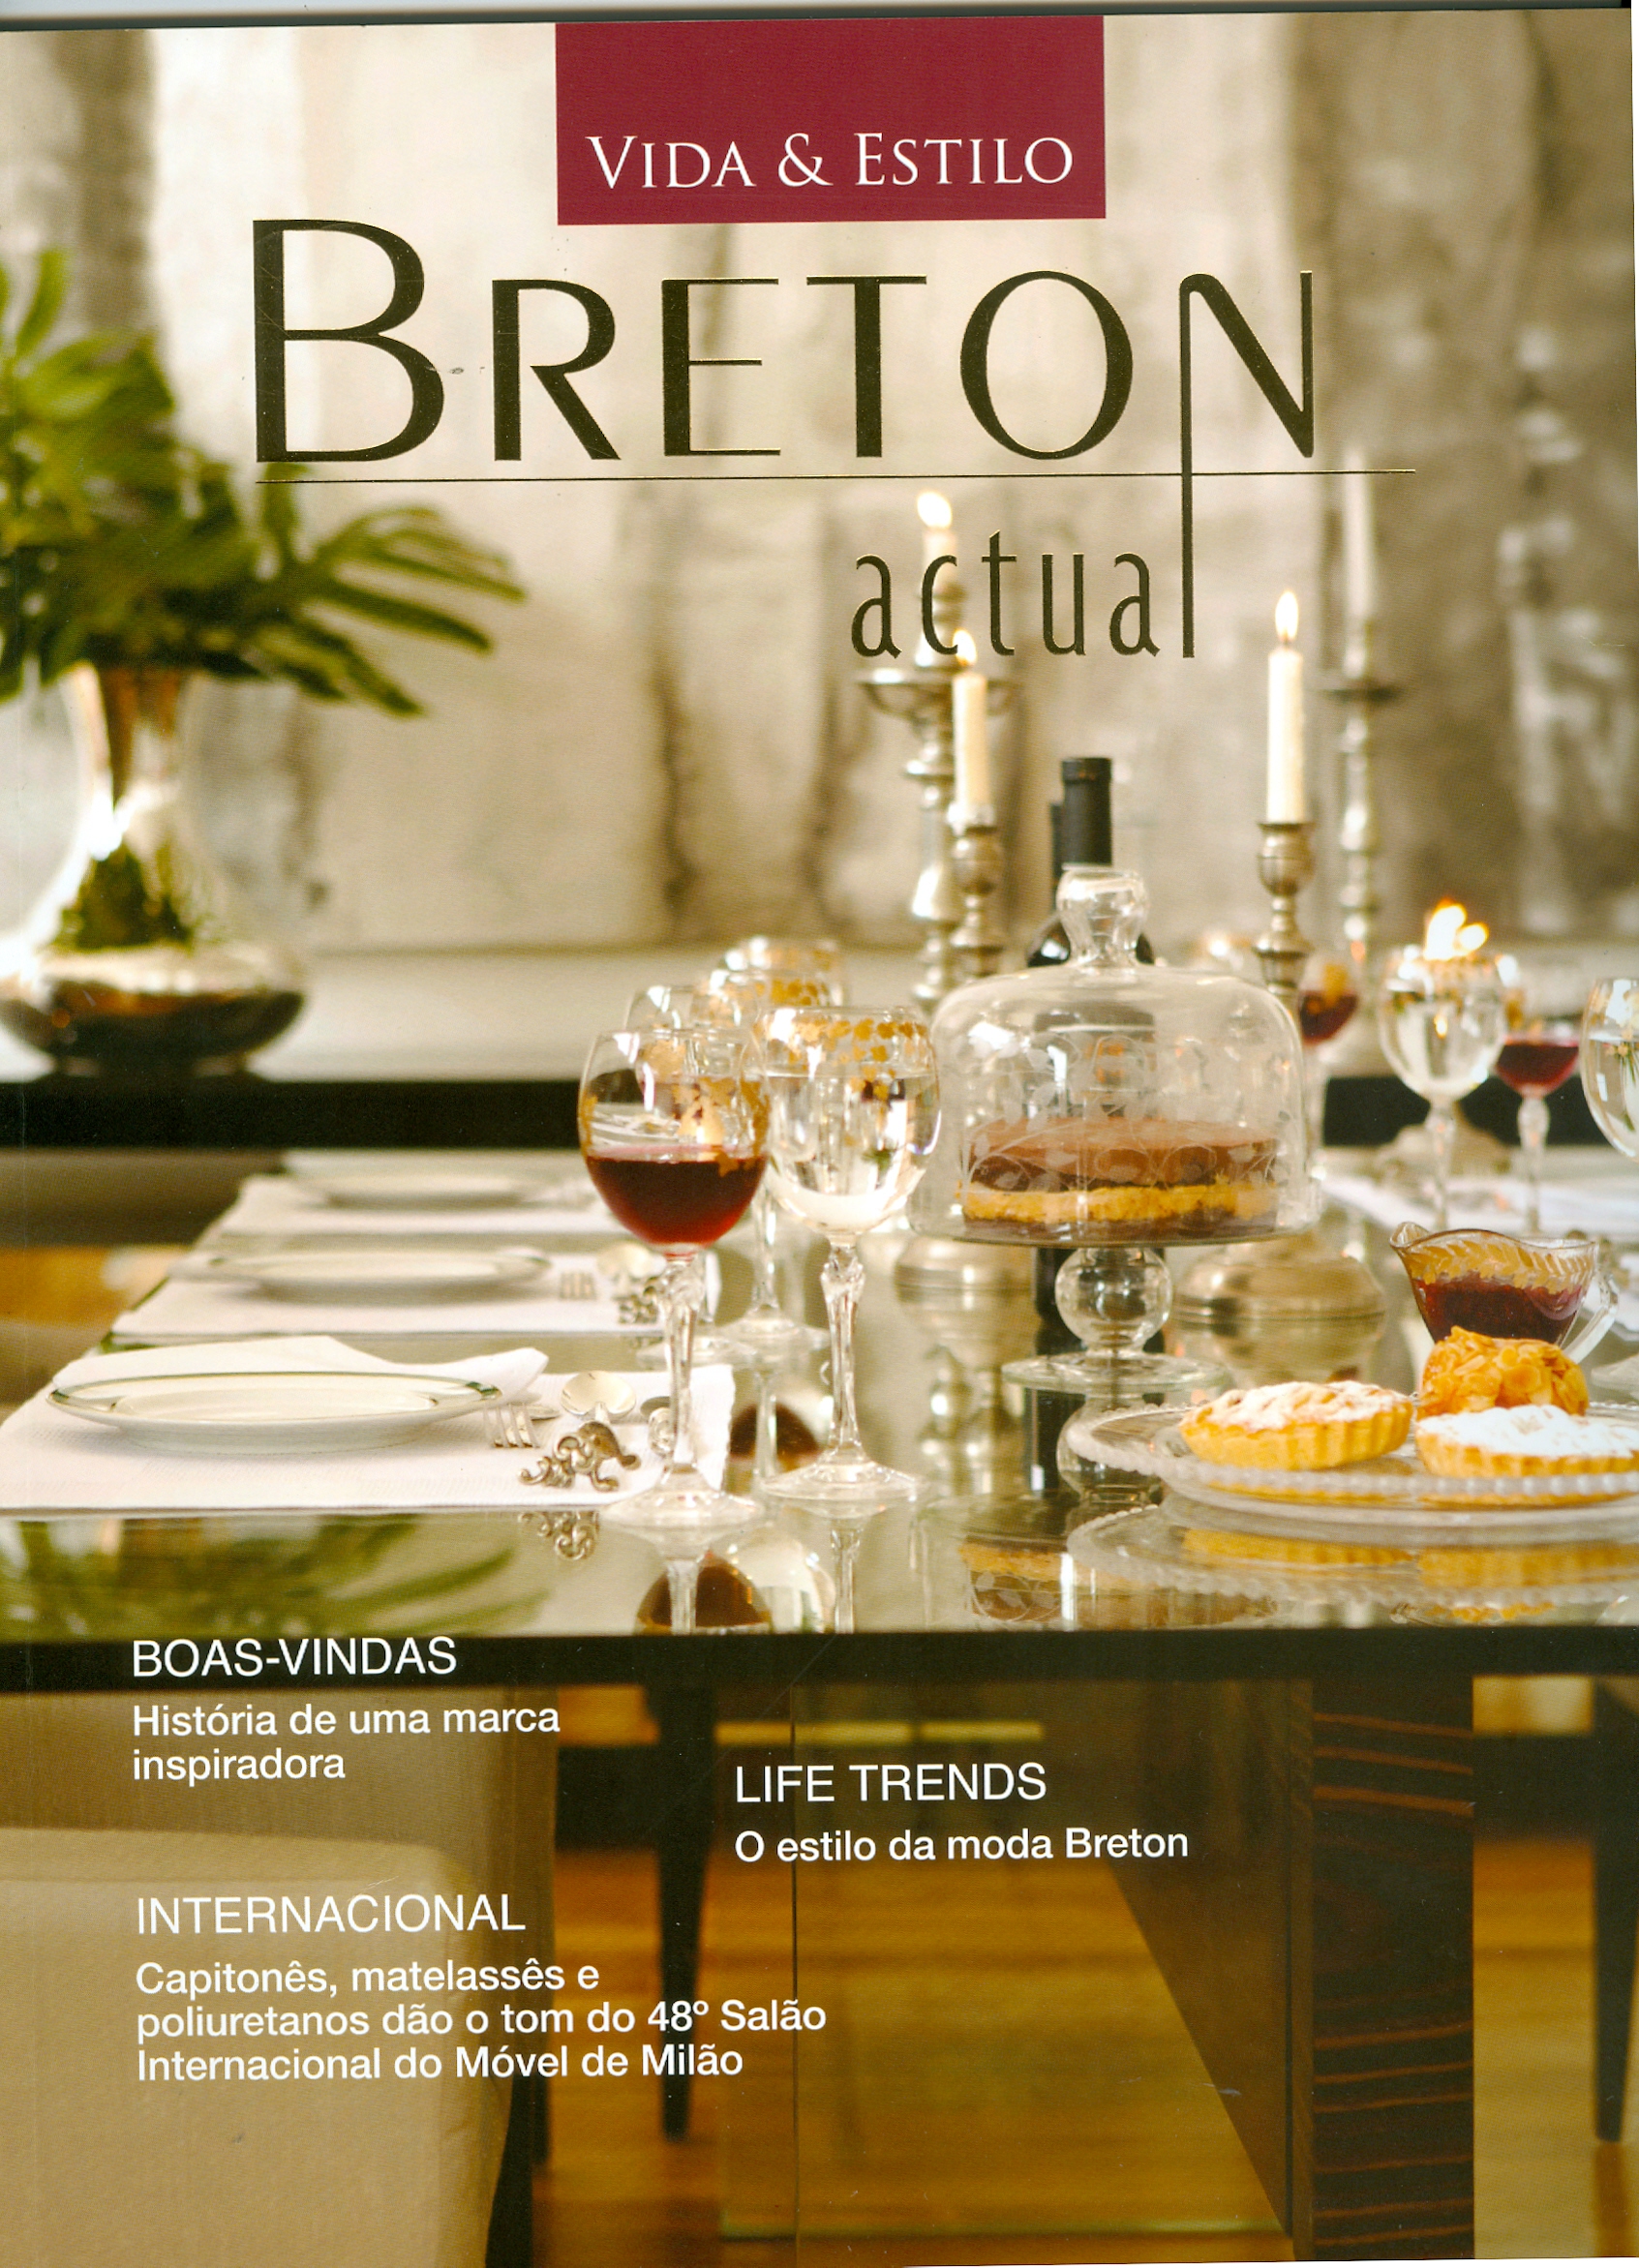 VIDA & ESTILO
BRETON
actual
BOAS-VINDAS
História de uma marca
inspiradora
LIFE TRENDS
O estilo da moda Breton
INTERNACIONAL
Capitonês, matelassês e
poliuretanos dão o tom do 48º Salão
Internacional do Móvel de Milão